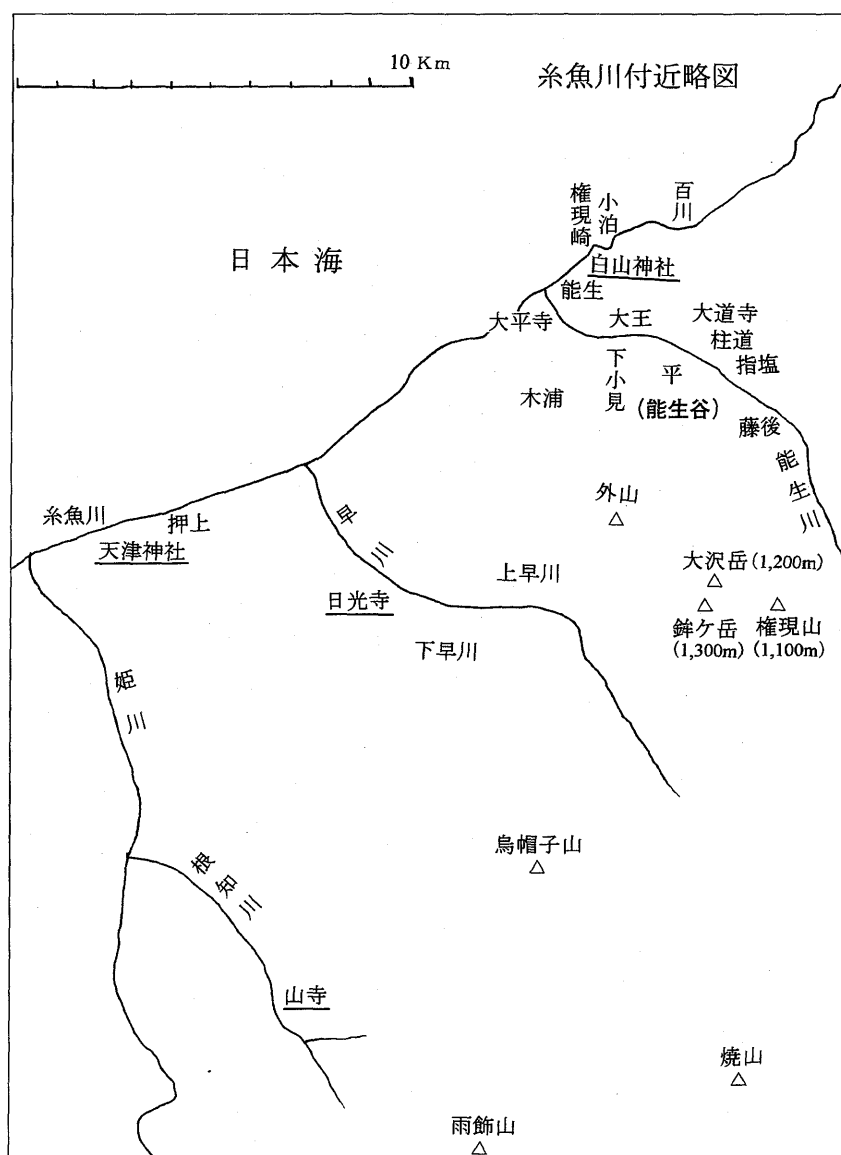 10 Km
糸魚川付近略図
日本海
権現崎
小泊
百川
白山神社
能生
大平寺
大王
大道寺
柱道
指塩
下小見
平
(能生谷)
木浦
藤後
能生川
外山
糸魚川
押上
天津神社
早川
上早川
日光寺
下早川
大沢岳(1,200m)
鉾ケ岳
(1,300m)
権現山
(1,100m)
姫川
烏帽子山
根知川
山寺
焼山
雨飾山